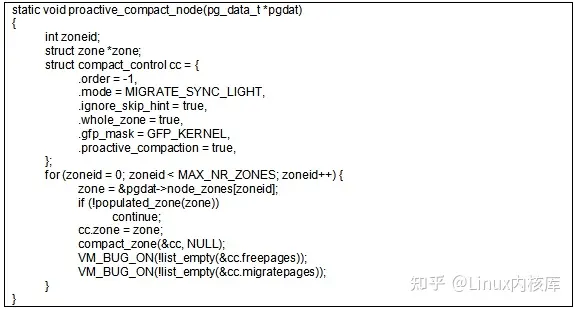 static void proactive_compact_node(pg_data_t *pgdat)
{
int zoneid;
struct zone *zone;
struct compact_control cc = {
.order = -1,
.mode = MIGRATE_SYNC_LIGHT,
.ignore_skip_hint = true,
.whole_zone = true,
.gfp_mask = GFP_KERNEL,
.proactive_compaction = true,
};
for (zoneid = 0; zoneid < MAX_NR_ZONES; zoneid++) {
zone = &pgdat->node_zones[zoneid];
if (!populated_zone(zone))
continue;
cc.zone = zone;
compact_zone(&cc, NULL);
VM_BUG_ON(!list_empty(&cc.freepages));
VM_BUG_ON(!list_empty(&cc.migratepages));
}
}
知乎 @Linux内核库